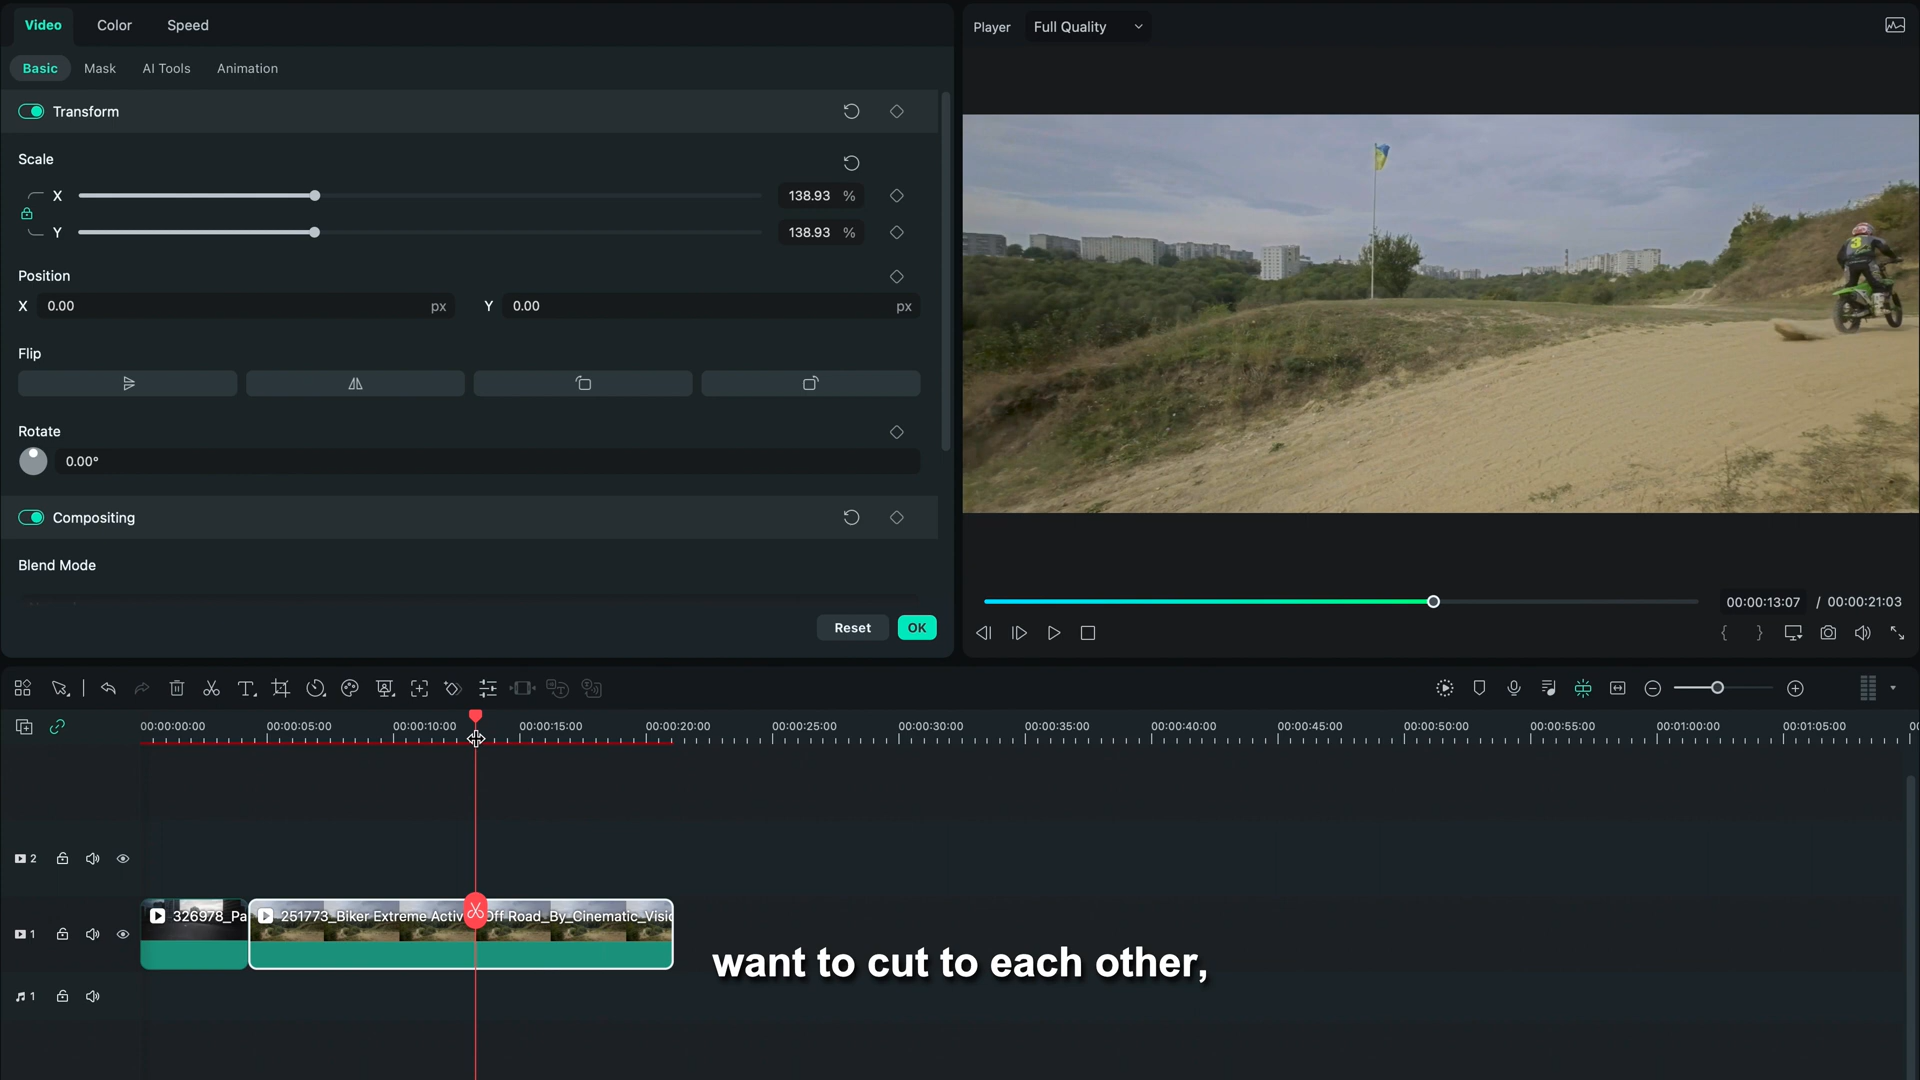 Video Color Speed
Player Full Quality
Basic Mask AI Tools Animation
Transform
Scale
X 138.93 %
Y 138.93 %
Position
X 0.00 px Y 0.00 px
Flip
Rotate
0.00°
Compositing
Blend Mode
Reset OK
00:00:13:07 / 00:00:21:03
00:00:00:00 00:00:05:00 00:00:10:00 00:00:15:00 00:00:20:00 00:00:25:00 00:00:30:00 00:00:35:00 00:00:40:00 00:00:45:00 00:00:50:00 00:00:55:00 00:01:00:00 00:01:05:00
2
326978_Pa 251773_Biker Extreme Activ Off Road_By_Cinematic_Visio
1
want to cut to each other,
1
3